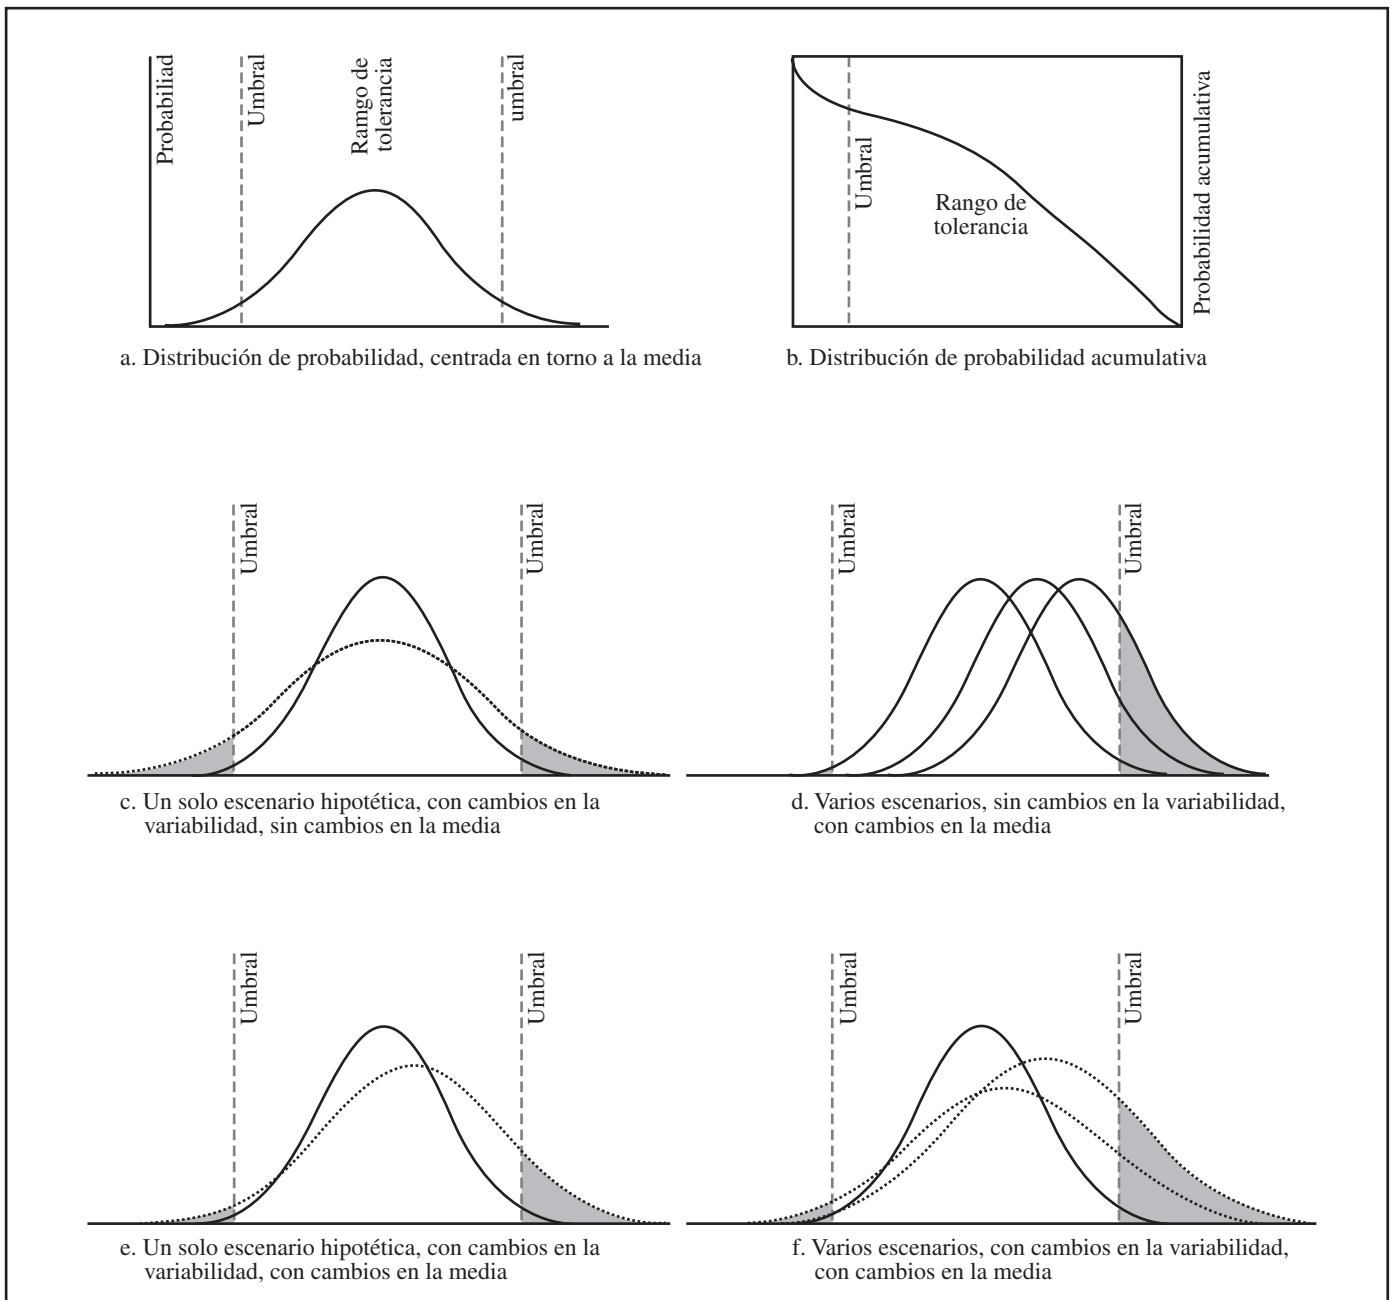 Probabiliad
Umbral
Ramgo de
tolerancia
umbral
a. Distribución de probabilidad, centrada en torno a la media
Umbral
Rango de
tolerancia
Probabilidad acumulativa
b. Distribución de probabilidad acumulativa
Umbral
Umbral
c. Un solo escenario hipotética, con cambios en la
variabilidad, sin cambios en la media
Umbral
Umbral
d. Varios escenarios, sin cambios en la variabilidad,
con cambios en la media
Umbral
Umbral
e. Un solo escenario hipotética, con cambios en la
variabilidad, con cambios en la media
Umbral
Umbral
f. Varios escenarios, con cambios en la variabilidad,
con cambios en la media